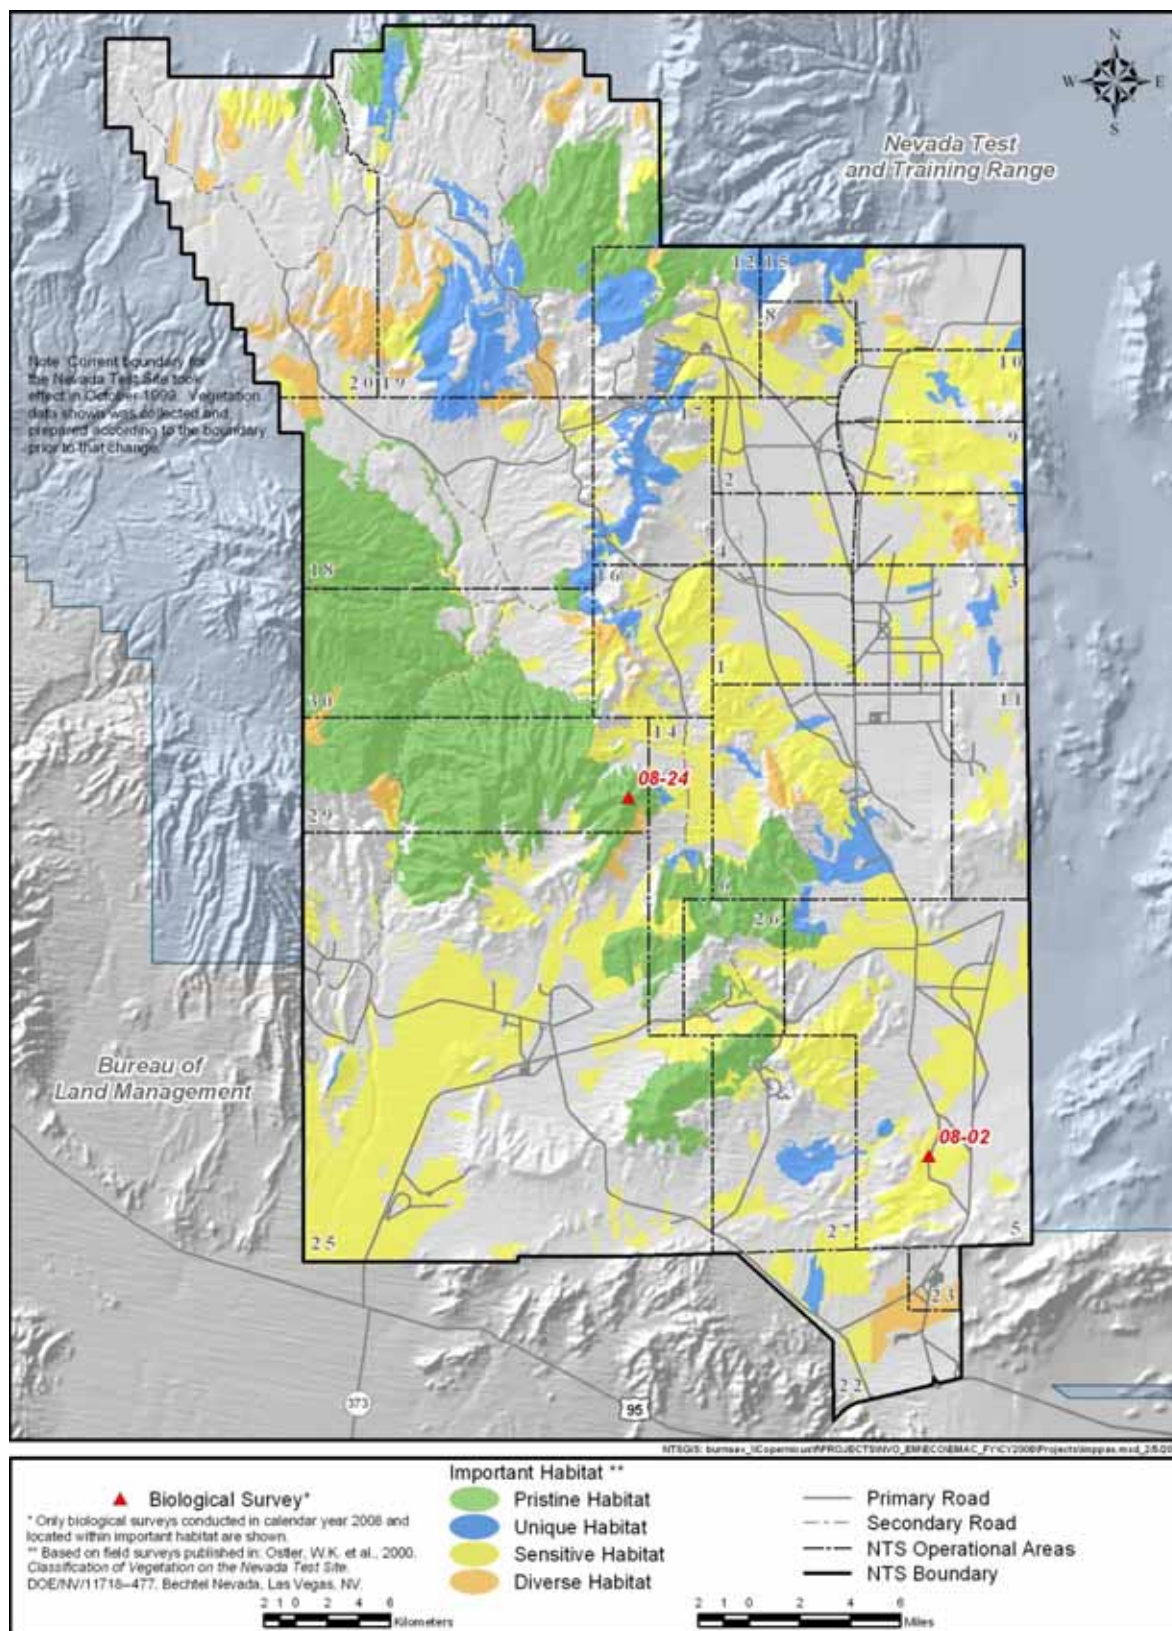 N
W E
S
Nevada Test
and Training Range
Note: Current boundary for
the Nevada Test Site took
effect in October 1999. Vegetation
data shown was collected and
prepared according to the boundary
prior to that change.
12 15
8
10
20 19
17
9
2
7
4
18
16
3
1
30
11
14
08-24
29
6
26
Bureau of
Land Management
08-02
25
27
5
23
22
373
95
▲ Biological Survey*
* Only biological surveys conducted in calendar year 2008 and
located within important habitat are shown.
** Based on field surveys published in: Ostler, W.K. et al., 2000.
Classification of Vegetation on the Nevada Test Site.
DOE/NV/11718--477, Bechtel Nevada, Las Vegas, NV.
Important Habitat **
Pristine Habitat
Unique Habitat
Sensitive Habitat
Diverse Habitat
Primary Road
Secondary Road
NTS Operational Areas
NTS Boundary
2 1 0 2 4 6
Kilometers
2 1 0 2 4 6
Miles